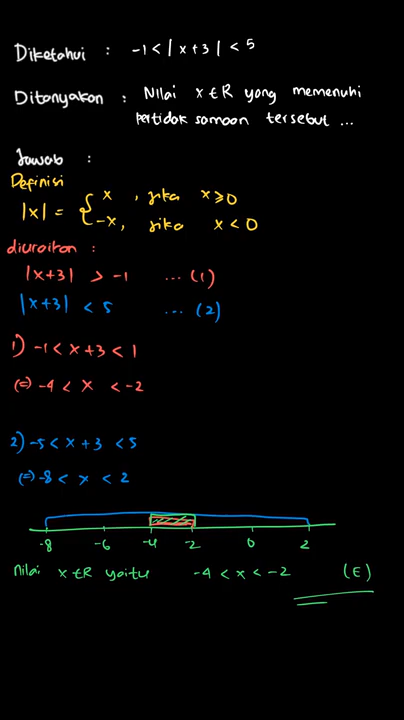 Diketahui : -1 < |x+3| < 5
Ditanyakan : Nilai x ∈ R yang memenuhi
pertidaksamaan tersebut ...
Jawab :
Definisi
|x| = { x , jika x ≥ 0
-x, jika x < 0
diuraikan :
|x+3| > -1 ... (1)
|x+3| < 5 ... (2)
1) -1 < x + 3 < 1
(=) -4 < x < -2
2) -5 < x + 3 < 5
(=) -8 < x < 2
-8 -6 -4 -2 0 2
Nilai x ∈ R yaitu -4 < x < -2 (E)